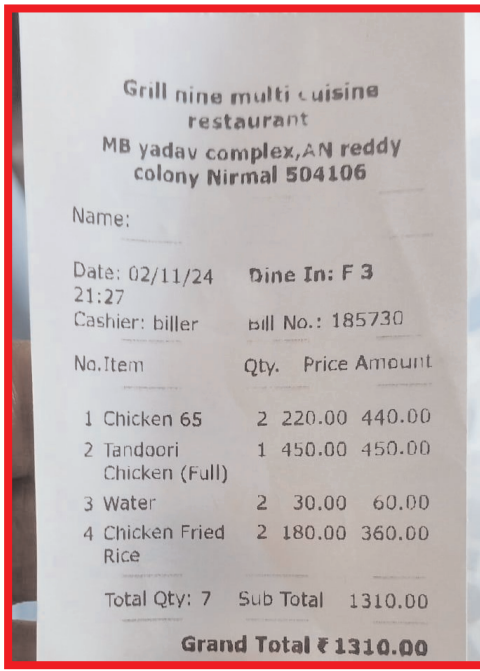 Grill nine multi cuisine
restaurant
MB yadav complex,AN reddy
colony Nirmal 504106
Name:
Date: 02/11/24 Dine In: F 3
21:27
Cashier: biller Bill No.: 185730
No.Item Qty. Price Amount
1 Chicken 65 2 220.00 440.00
2 Tandoori 1 450.00 450.00
Chicken (Full)
3 Water 2 30.00 60.00
4 Chicken Fried 2 180.00 360.00
Rice
Total Qty: 7 Sub Total 1310.00
Grand Total ₹1310.00